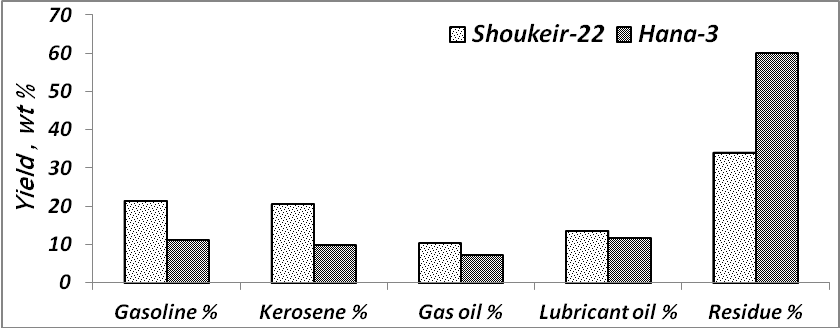 Shoukeir-22 Hana-3
Yield , wt %
70
60
50
40
30
20
10
0
Gasoline % Kerosene % Gas oil % Lubricant oil % Residue %